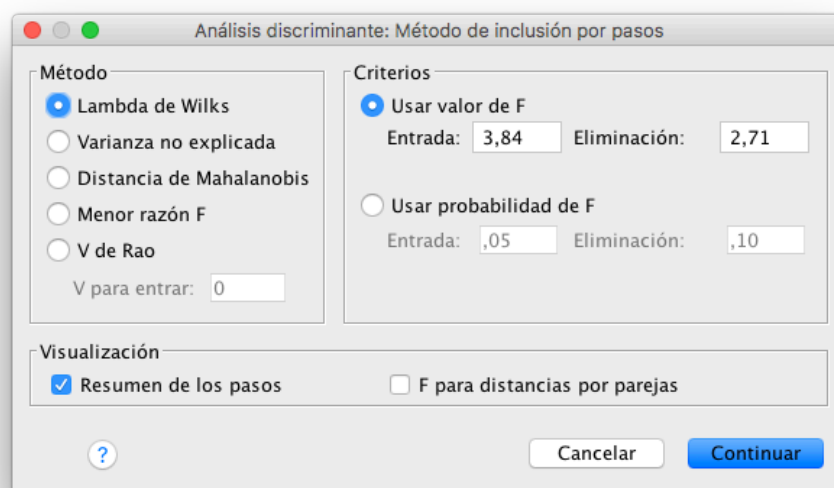 Análisis discriminante: Método de inclusión por pasos
Método
Lambda de Wilks
Varianza no explicada
Distancia de Mahalanobis
Menor razón F
V de Rao
V para entrar: 0
Criterios
Usar valor de F
Entrada: 3,84 Eliminación: 2,71
Usar probabilidad de F
Entrada: ,05 Eliminación: ,10
Visualización
Resumen de los pasos F para distancias por parejas
? Cancelar Continuar